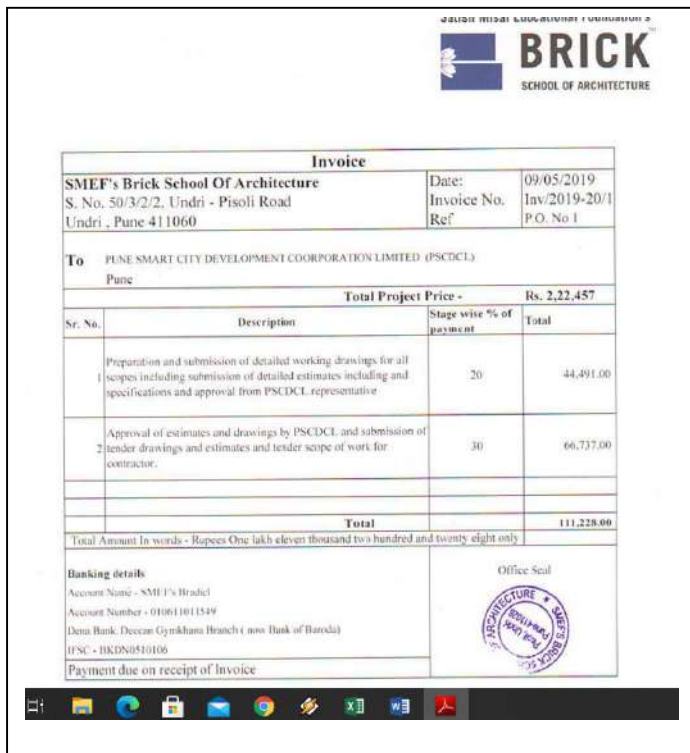 Satish Misal Educational Foundation's
BRICK
SCHOOL OF ARCHITECTURE
Invoice
SMEF's Brick School Of Architecture
S. No. 50/3/2/2, Undri - Pisoli Road
Undri , Pune 411060
Date: 09/05/2019
Invoice No. Inv/2019-20/1
Ref P.O. No 1
To PUNE SMART CITY DEVELOPMENT COORPORATION LIMITED (PSCDCL)
Pune
Total Project Price - Rs. 2,22,457
Sr. No. Description Stage wise % of payment Total
1 Preparation and submission of detailed working drawings for all
scopes including submission of detailed estimates including and
specifications and approval from PSCDCL representative
20 44,491.00
2 Approval of estimates and drawings by PSCDCL and submission of
tender drawings and estimates and tender scope of work for
contractor.
30 66,737.00
Total 111,228.00
Total Amount In words - Rupees One lakh eleven thousand two hundred and twenty eight only
Banking details
Office Seal
Account Name - SMEF's Bradicl
Account Number - 010611011549
Dena Bank, Deccan Gymkhana Branch ( now Bank of Baroda)
IFSC - BKDN0510106
Payment due on receipt of Invoice
SMEF'S BRICK
OF ARCHITECTURE